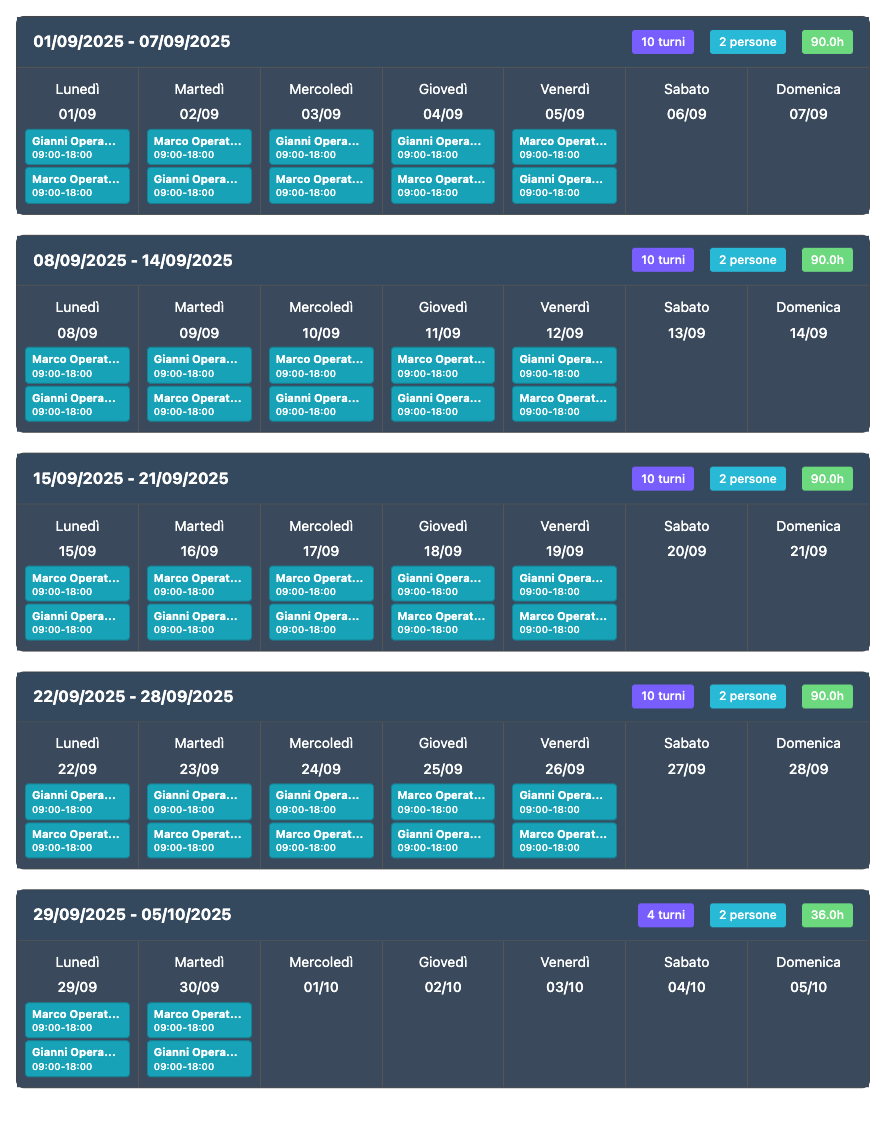 01/09/2025 - 07/09/2025 10 turni 2 persone 90.0h
Lunedì Martedì Mercoledì Giovedì Venerdì Sabato Domenica
01/09 02/09 03/09 04/09 05/09 06/09 07/09
Gianni Opera... Marco Operat... Gianni Opera... Gianni Opera... Marco Operat...
09:00-18:00 09:00-18:00 09:00-18:00 09:00-18:00 09:00-18:00
Marco Operat... Gianni Opera... Marco Operat... Marco Operat... Gianni Opera...
09:00-18:00 09:00-18:00 09:00-18:00 09:00-18:00 09:00-18:00
08/09/2025 - 14/09/2025 10 turni 2 persone 90.0h
Lunedì Martedì Mercoledì Giovedì Venerdì Sabato Domenica
08/09 09/09 10/09 11/09 12/09 13/09 14/09
Marco Operat... Gianni Opera... Marco Operat... Marco Operat... Gianni Opera...
09:00-18:00 09:00-18:00 09:00-18:00 09:00-18:00 09:00-18:00
Gianni Opera... Marco Operat... Gianni Opera... Gianni Opera... Marco Operat...
09:00-18:00 09:00-18:00 09:00-18:00 09:00-18:00 09:00-18:00
15/09/2025 - 21/09/2025 10 turni 2 persone 90.0h
Lunedì Martedì Mercoledì Giovedì Venerdì Sabato Domenica
15/09 16/09 17/09 18/09 19/09 20/09 21/09
Marco Operat... Marco Operat... Marco Operat... Gianni Opera... Gianni Opera...
09:00-18:00 09:00-18:00 09:00-18:00 09:00-18:00 09:00-18:00
Gianni Opera... Gianni Opera... Gianni Opera... Marco Operat... Marco Operat...
09:00-18:00 09:00-18:00 09:00-18:00 09:00-18:00 09:00-18:00
22/09/2025 - 28/09/2025 10 turni 2 persone 90.0h
Lunedì Martedì Mercoledì Giovedì Venerdì Sabato Domenica
22/09 23/09 24/09 25/09 26/09 27/09 28/09
Gianni Opera... Gianni Opera... Gianni Opera... Marco Operat... Gianni Opera...
09:00-18:00 09:00-18:00 09:00-18:00 09:00-18:00 09:00-18:00
Marco Operat... Marco Operat... Marco Operat... Gianni Opera... Marco Operat...
09:00-18:00 09:00-18:00 09:00-18:00 09:00-18:00 09:00-18:00
29/09/2025 - 05/10/2025 4 turni 2 persone 36.0h
Lunedì Martedì Mercoledì Giovedì Venerdì Sabato Domenica
29/09 30/09 01/10 02/10 03/10 04/10 05/10
Marco Operat... Marco Operat...
09:00-18:00 09:00-18:00
Gianni Opera... Gianni Opera...
09:00-18:00 09:00-18:00